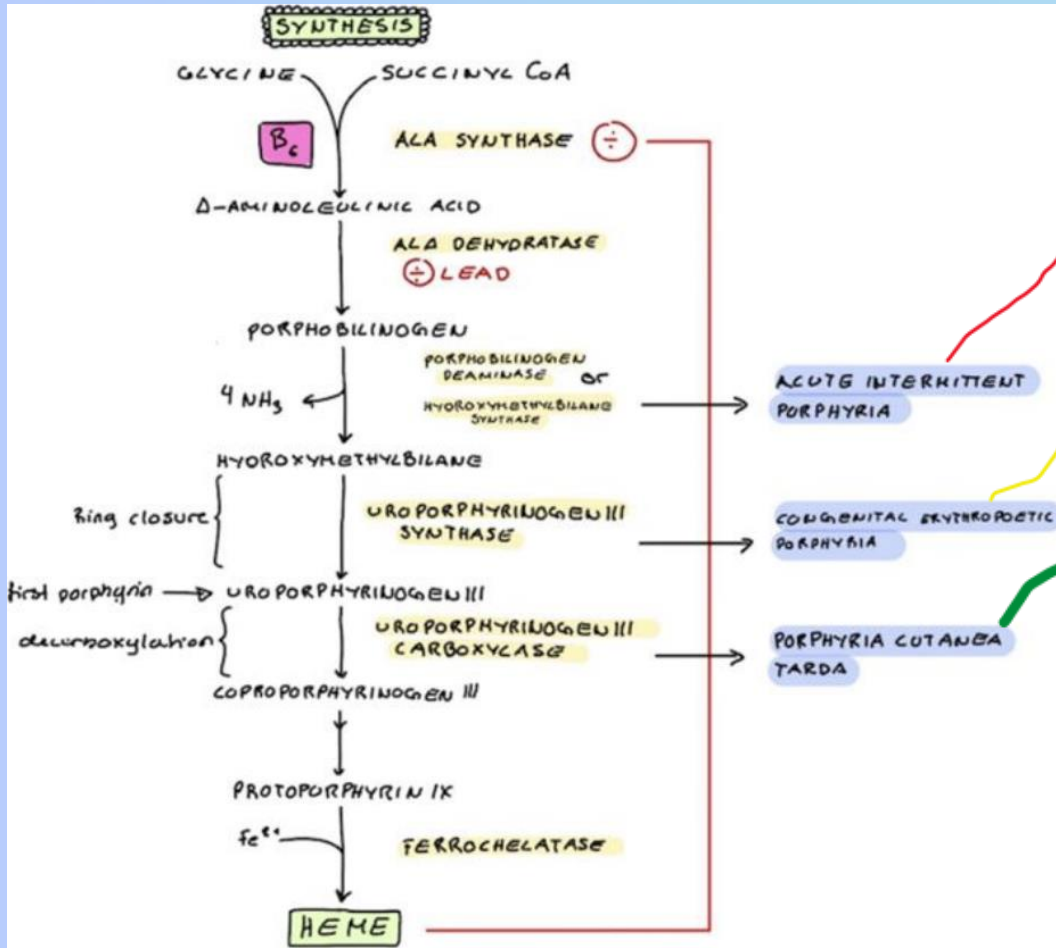 SYNTHESIS
GLYCINE
SUCCINYL CoA
B6
ALA SYNTHASE
Δ-AMINOLEULINIC ACID
ALA DEHYDRATASE
LEAD
PORPHOBILINOGEN
PORPHOBILINOGEN
DEAMINASE or
HYDROXYMETHYLBILANE
SYNTHASE
4 NH3
ACUTE INTERMITTENT
PORPHYRIA
HYDROXYMETHYLBILANE
Ring closure
UROPORPHYRINOGEN III
SYNTHASE
CONGENITAL ERYTHROPOETIC
PORPHYRIA
first porphyrin
UROPORPHYRINOGEN III
decarboxylation
UROPORPHYRINOGEN III
CARBOXYLASE
PORPHYRIA CUTANEA
TARDA
COPROPORPHYRINOGEN III
PROTOPORPHYRIN IX
Fe2+
FERROCHELATASE
HEME